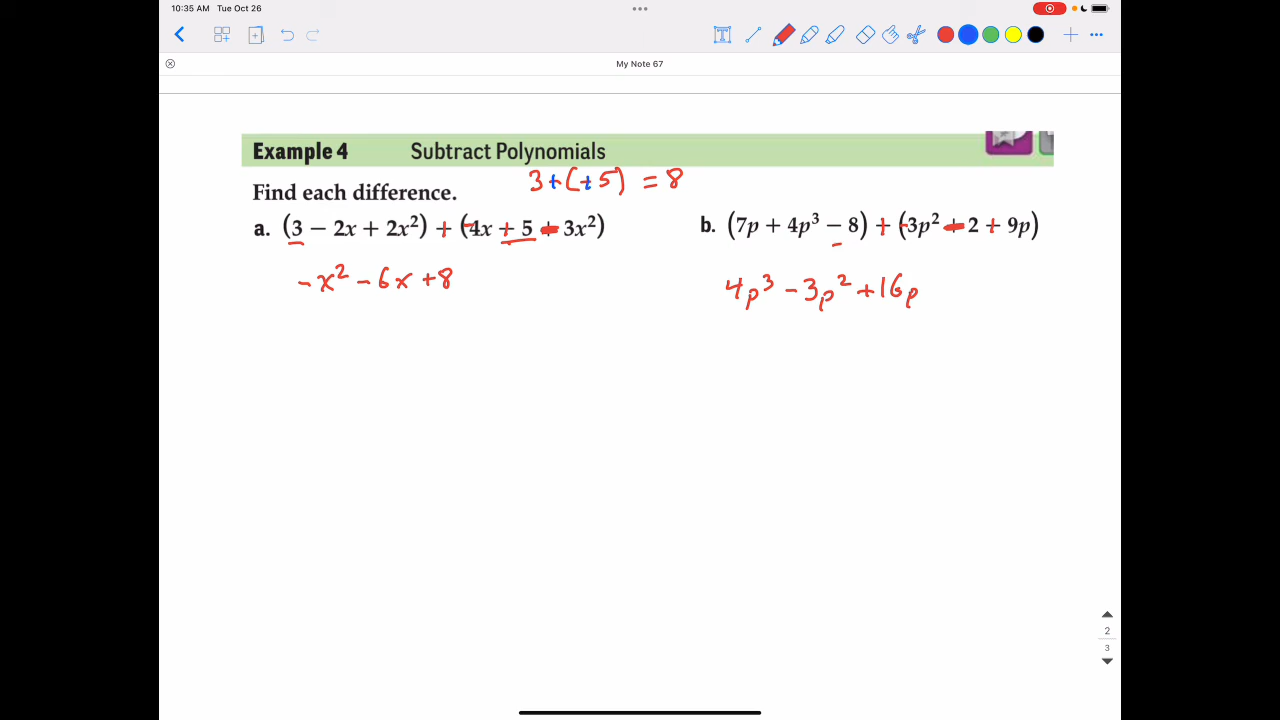 10:35 AM Tue Oct 26
My Note 67
Example 4 Subtract Polynomials
Find each difference. 3 + (+5) = 8
a. (3 − 2x + 2x²) + (-4x + 5 − 3x²)
b. (7p + 4p³ − 8) + (-3p² − 2 + 9p)
-x² - 6x + 8
4p³ - 3p² + 16p
2
3